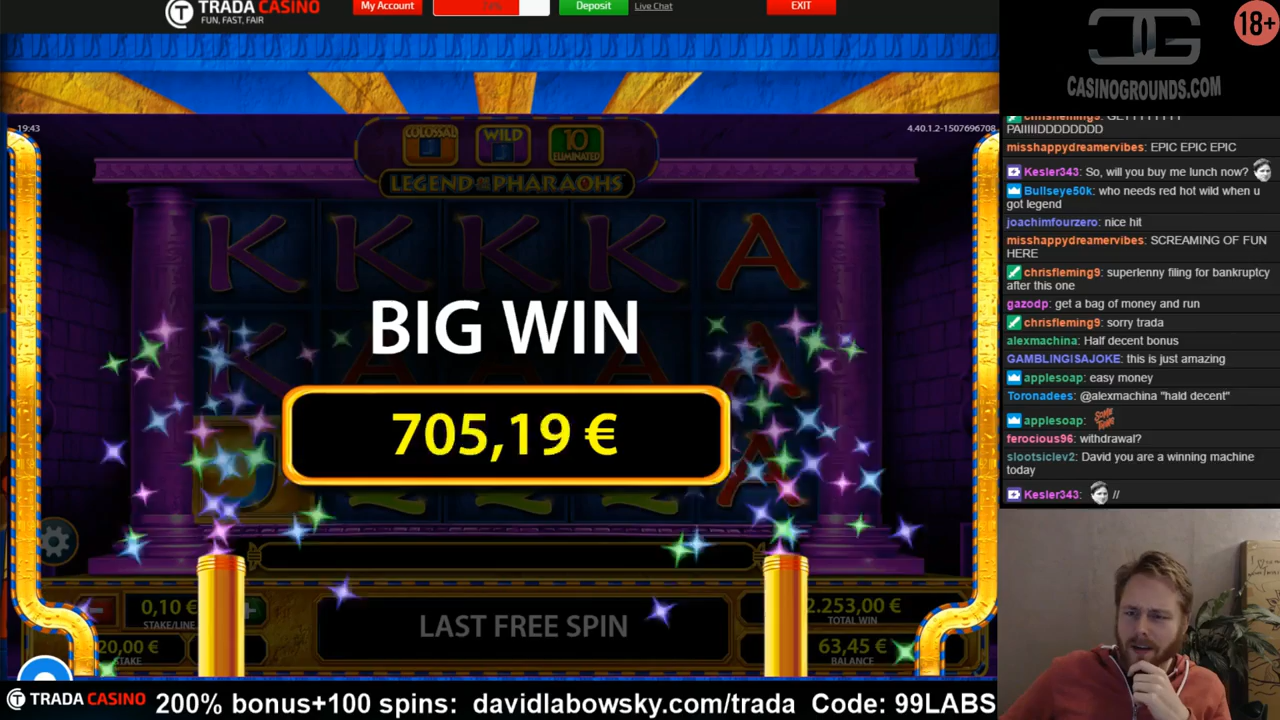 TRADA CASINO
FUN, FAST, FAIR
My Account
74%
Deposit
Live Chat
EXIT
18+
CASINOGROUNDS.COM
19:43
4.40.1.2-1507696708
COLOSSAL
WILD
10
ELIMINATED
LEGEND OF THE PHARAOHS
K K K K A
K
BIG WIN
705,19 €
0,10 €
STAKE/LINE
20,00 €
STAKE
LAST FREE SPIN
2.253,00 €
TOTAL WIN
63,45 €
BALANCE
PAIIIIDDDDDDDD
misshappydreamervibes: EPIC EPIC EPIC
Kesler343: So, will you buy me lunch now?
Bullseye50k: who needs red hot wild when u
got legend
joachimfourzero: nice hit
misshappydreamervibes: SCREAMING OF FUN
HERE
chrisfleming9: superlenny filing for bankruptcy
after this one
gazodp: get a bag of money and run
chrisfleming9: sorry trada
alexmachina: Half decent bonus
GAMBLINGISAJOKE: this is just amazing
applesoap: easy money
Toronadees: @alexmachina "hald decent"
applesoap:
ferocious96: withdrawal?
slootsiclev2: David you are a winning machine
today
Kesler343: //
TRADA CASINO 200% bonus+100 spins: davidlabowsky.com/trada Code: 99LABS